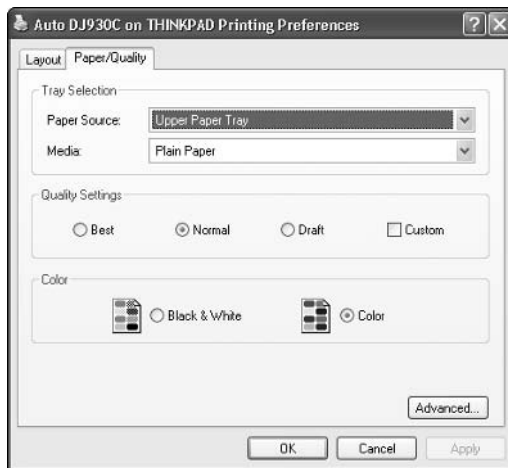 Auto DJ930C on THINKPAD Printing Preferences
Layout Paper/Quality
Tray Selection
Paper Source: Upper Paper Tray
Media: Plain Paper
Quality Settings
Best Normal Draft Custom
Color
Black & White Color
Advanced...
OK Cancel Apply